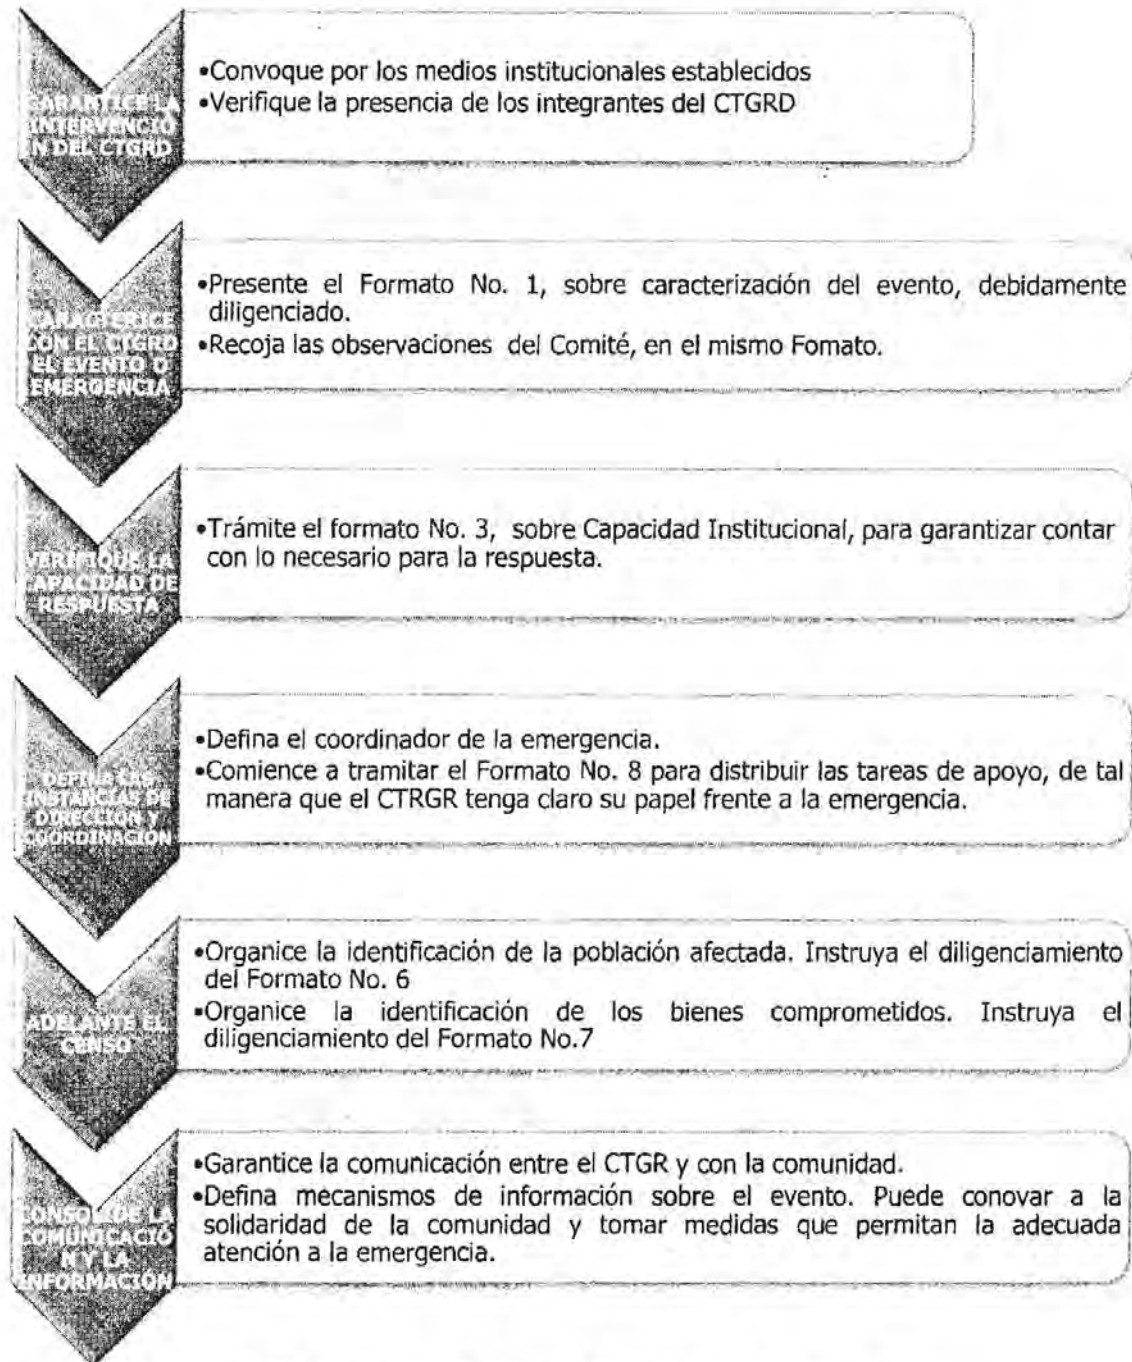 GARANTICE LA
INTERVENCIÓ
N DEL CTGRD
•Convoque por los medios institucionales establecidos
•Verifique la presencia de los integrantes del CTGRD
CARACTERICE
CON EL CTGRD
EL EVENTO O
EMERGENCIA
•Presente el Formato No. 1, sobre caracterización del evento, debidamente
diligenciado.
•Recoja las observaciones del Comité, en el mismo Fomato.
VERIFIQUE LA
CAPACIDAD DE
RESPUESTA
•Trámite el formato No. 3, sobre Capacidad Institucional, para garantizar contar
con lo necesario para la respuesta.
DEFINA LAS
INSTANCIAS DE
DIRECCIÓN Y
COORDINACIÓN
•Defina el coordinador de la emergencia.
•Comience a tramitar el Formato No. 8 para distribuir las tareas de apoyo, de tal
manera que el CTRGR tenga claro su papel frente a la emergencia.
ADELANTE EL
CENSO
•Organice la identificación de la población afectada. Instruya el diligenciamiento
del Formato No. 6
•Organice la identificación de los bienes comprometidos. Instruya el
diligenciamiento del Formato No.7
LA
COMUNICACIÓ
N Y LA
INFORMACIÓN
•Garantice la comunicación entre el CTGR y con la comunidad.
•Defina mecanismos de información sobre el evento. Puede conovar a la
solidaridad de la comunidad y tomar medidas que permitan la adecuada
atención a la emergencia.